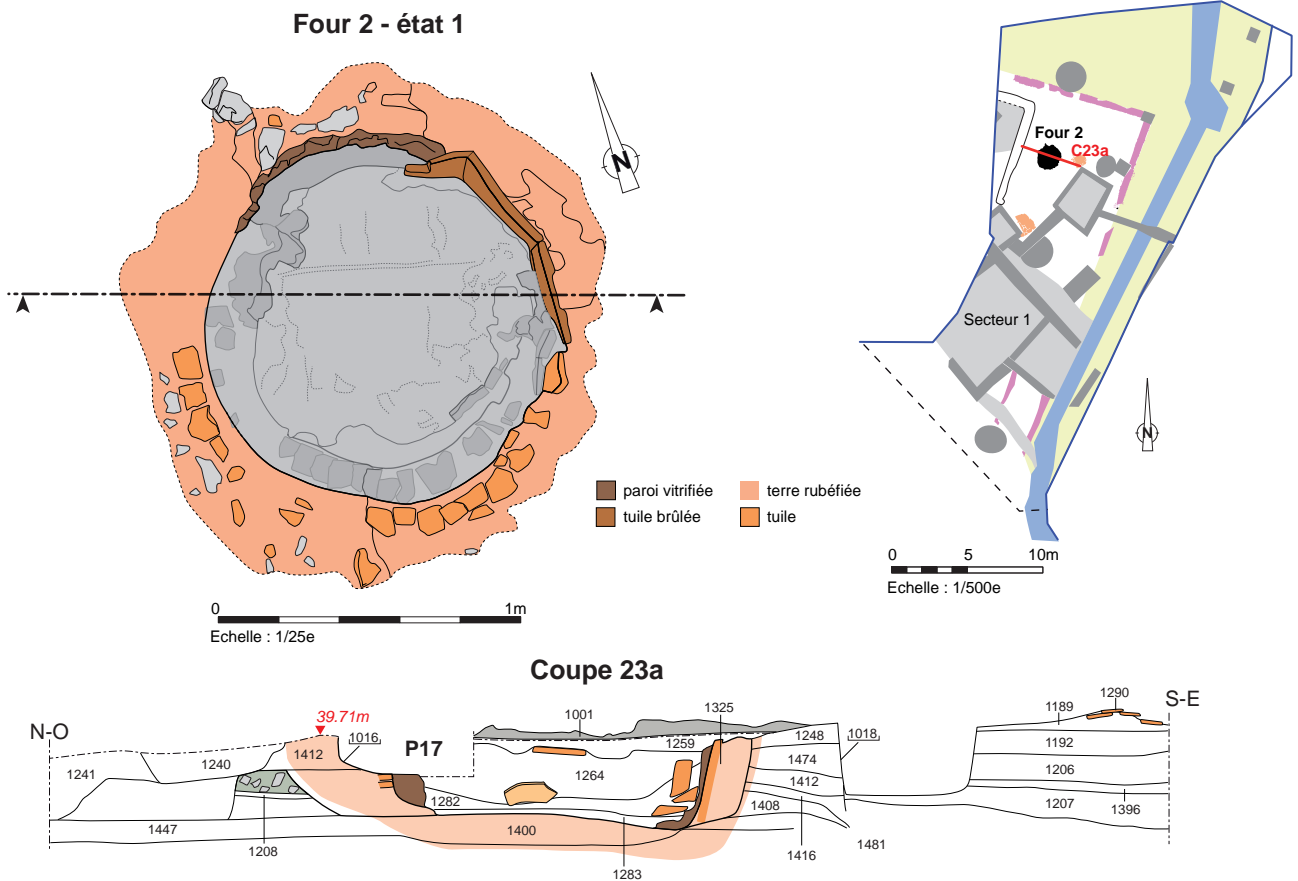 Four 2 - état 1
N
paroi vitrifiée
terre rubéfiée
tuile brûlée
tuile
0 1m
Echelle : 1/25e
Four 2
C23a
Secteur 1
N
0 5 10m
Echelle : 1/500e
Coupe 23a
N-O
S-E
39.71m
1016
P17
1001
1325
1259
1248
1018
1189
1290
1241
1240
1412
1264
1474
1192
1282
1412
1206
1408
1207
1396
1447
1208
1400
1283
1416
1481